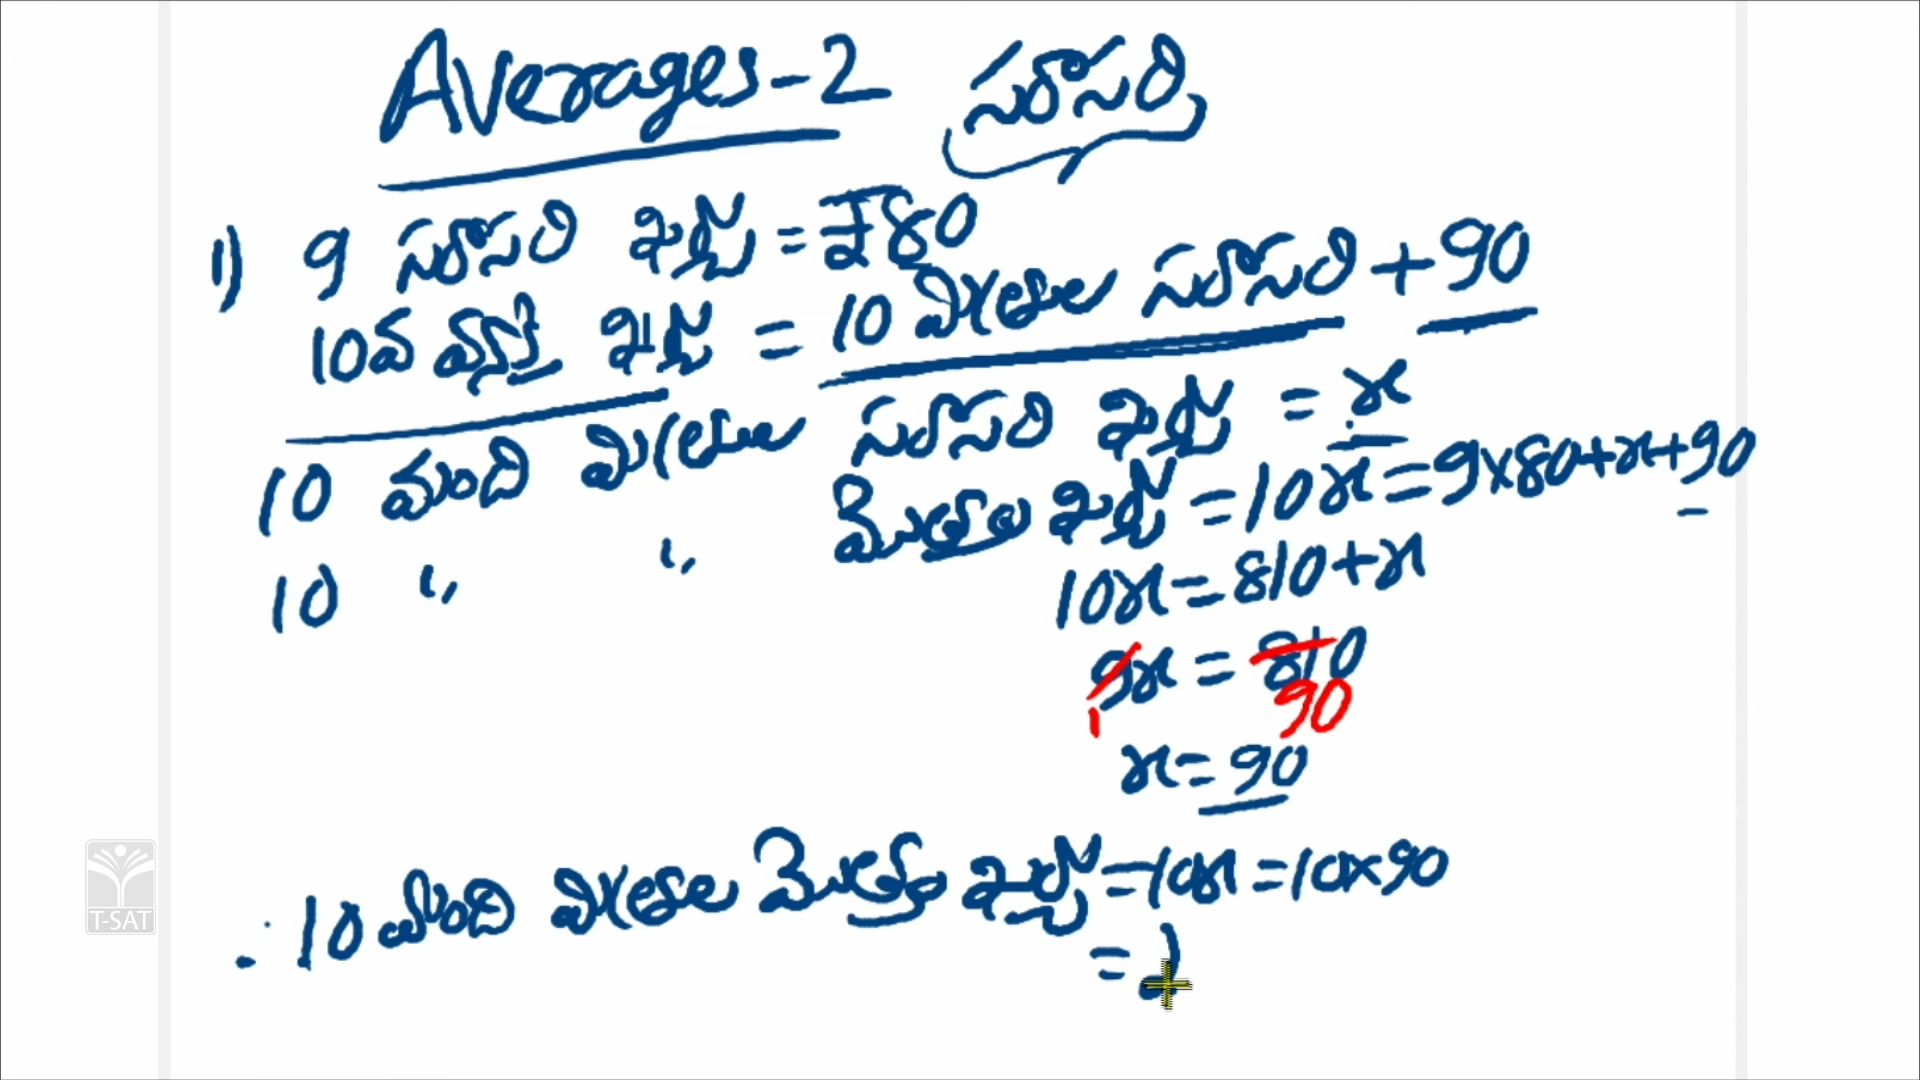 Averages-2 సరాసరి
1) 9 సరాసరి ఖర్చు = ₹80
10వ వ్యక్తి ఖర్చు = 10 మిత్రుల సరాసరి + 90
10 మంది మిత్రుల సరాసరి ఖర్చు = x
10 " " మొత్తం ఖర్చు = 10x = 9×80+x+90
10x = 810+x
9x = 810
1 90
x = 90
∴ 10 మంది మిత్రుల మొత్తం ఖర్చు = 10x = 10×90
=
T-SAT